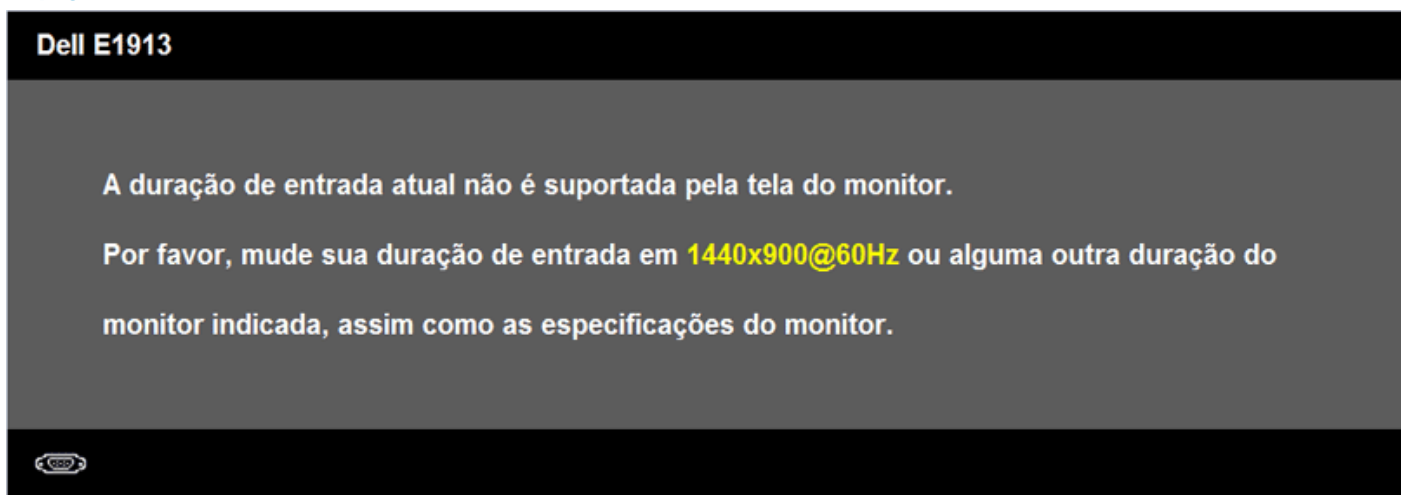 Dell E1913
A duração de entrada atual não é suportada pela tela do monitor.
Por favor, mude sua duração de entrada em 1440x900@60Hz ou alguma outra duração do
monitor indicada, assim como as especificações do monitor.